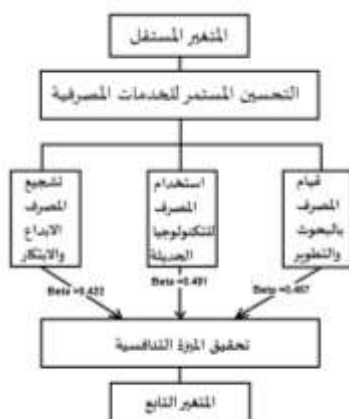 المتغير المستقل
التحسين المستمر للخدمات المصرفية
قيام
المصرف
بالبحوث
والتطوير
استخدام
المصرف
للتكنولوجيا
الحديثة
تشجيع
المصرف
الابداع
والابتكار
Beta =0.457
Beta =0.491
Beta =0.422
تحقيق الميزة التنافسية
المتغير التابع